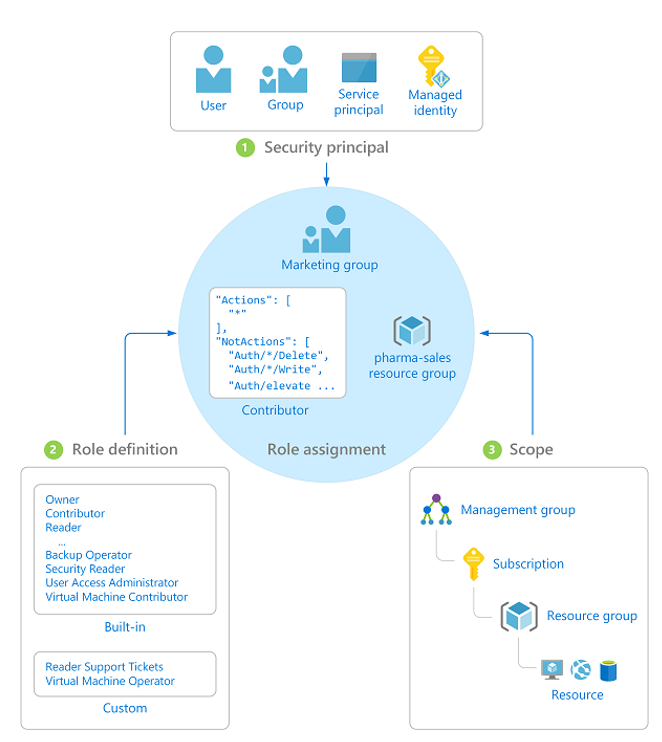 User
Group
Service
principal
Managed
identity
1 Security principal
Marketing group
"Actions": [
"*"
],
"NotActions": [
"Auth/*/Delete",
"Auth/*/Write",
"Auth/elevate ...
Contributor
pharma-sales
resource group
Role assignment
2 Role definition
Owner
Contributor
Reader
...
Backup Operator
Security Reader
User Access Administrator
Virtual Machine Contributor
Built-in
Reader Support Tickets
Virtual Machine Operator
Custom
3 Scope
Management group
Subscription
Resource group
Resource